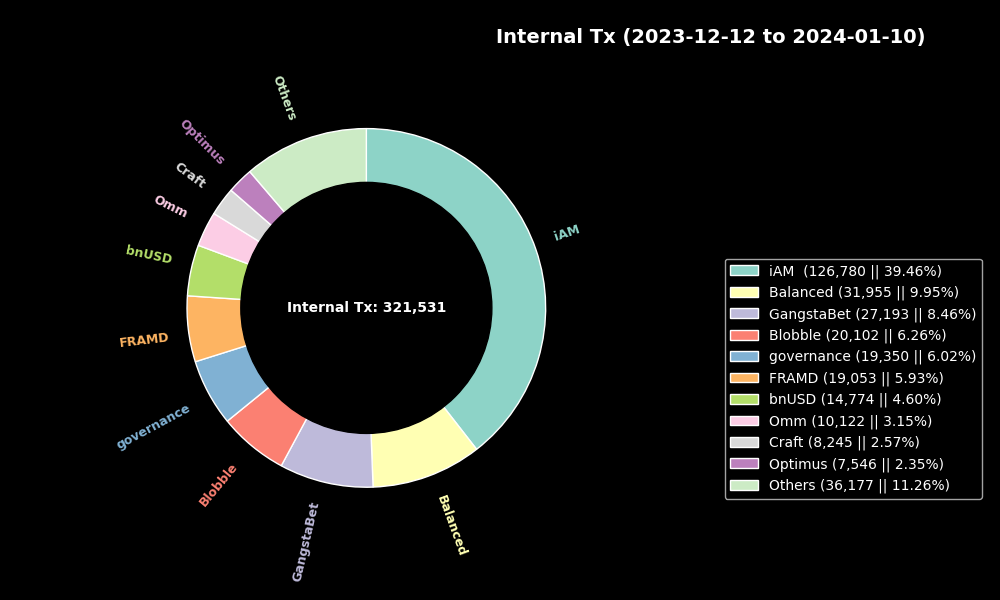 Internal Tx (2023-12-12 to 2024-01-10)
Others
Optimus
Craft
Omm
bnUSD
FRAMD
governance
Blobble
GangstaBet
Balanced
iAM
Internal Tx: 321,531
iAM  (126,780 || 39.46%)
Balanced (31,955 || 9.95%)
GangstaBet (27,193 || 8.46%)
Blobble (20,102 || 6.26%)
governance (19,350 || 6.02%)
FRAMD (19,053 || 5.93%)
bnUSD (14,774 || 4.60%)
Omm (10,122 || 3.15%)
Craft (8,245 || 2.57%)
Optimus (7,546 || 2.35%)
Others (36,177 || 11.26%)